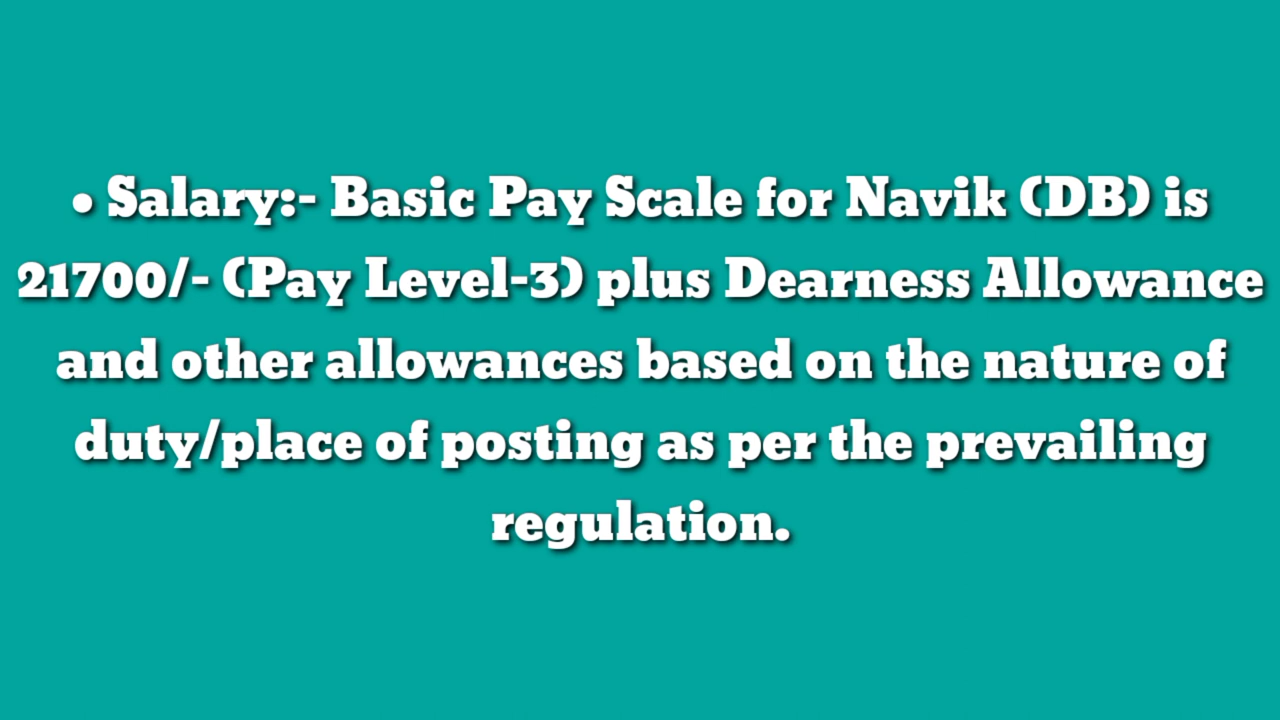 • Salary:- Basic Pay Scale for Navik (DB) is
21700/- (Pay Level-3) plus Dearness Allowance
and other allowances based on the nature of
duty/place of posting as per the prevailing
regulation.